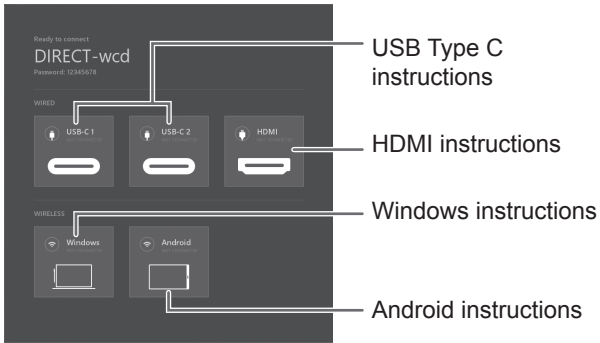 Ready to connect
DIRECT-wcd
Password: 12345678
WIRED
USB-C 1
USB-C 2
HDMI
WIRELESS
Windows
Android
USB Type C
instructions
HDMI instructions
Windows instructions
Android instructions